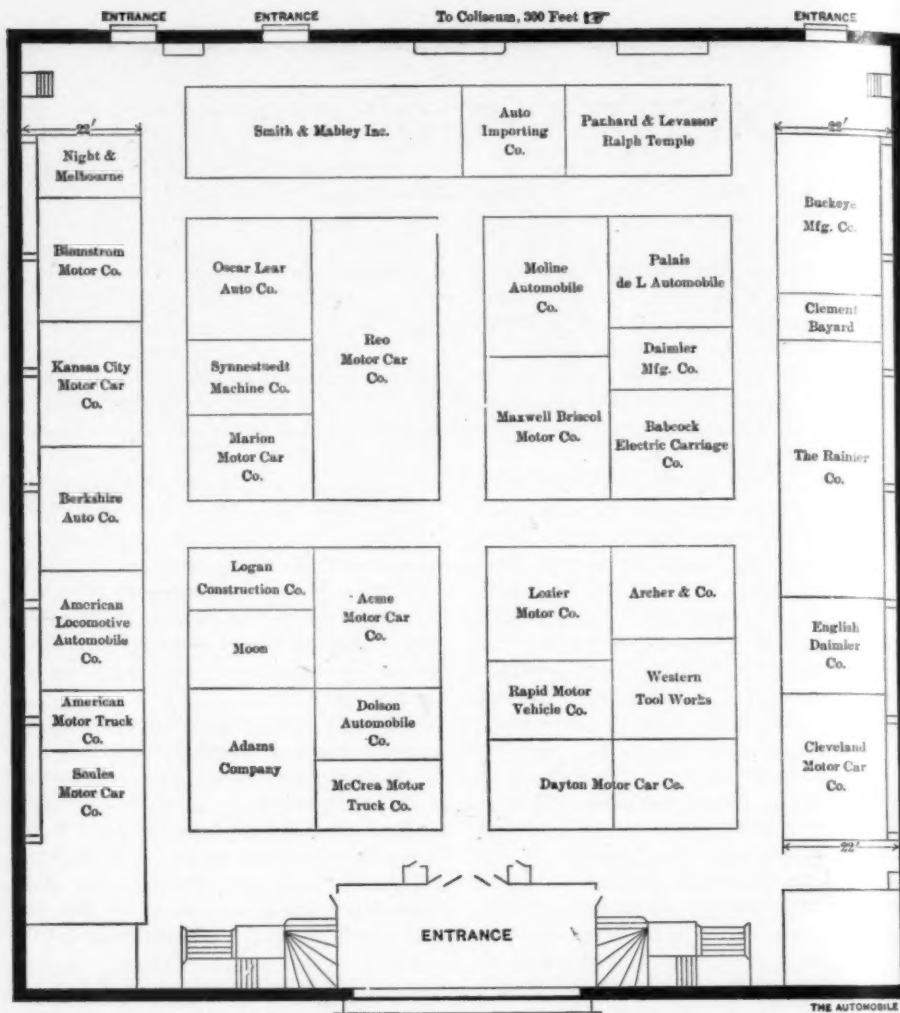 ENTRANCE
ENTRANCE
To Coliseum, 300 Feet ☞
ENTRANCE
22'
22'
Smith & Mabley Inc.
Auto
Importing
Co.
Panhard & Levassor
Ralph Temple
Night &
Melbourne
Blomstrom
Motor Co.
Kansas City
Motor Car
Co.
Berkshire
Auto Co.
American
Locomotive
Automobile
Co.
American
Motor Truck
Co.
Soules
Motor Car
Co.
Oscar Lear
Auto Co.
Synnestuedt
Machine Co.
Marion
Motor Car
Co.
Reo
Motor Car
Co.
Moline
Automobile
Co.
Maxwell Briscol
Motor Co.
Palais
de L Automobile
Daimler
Mfg. Co.
Babcock
Electric Carriage
Co.
Buckeye
Mfg. Co.
Clement
Bayard
The Rainier
Co.
English
Daimler
Co.
Cleveland
Motor Car
Co.
22'
Logan
Construction Co.
Moon
Adams
Company
Acme
Motor Car
Co.
Dolson
Automobile
Co.
McCrea Motor
Truck Co.
Lozier
Motor Co.
Rapid Motor
Vehicle Co.
Archer & Co.
Western
Tool Works
Dayton Motor Car Co.
ENTRANCE
THE AUTOMOBILE